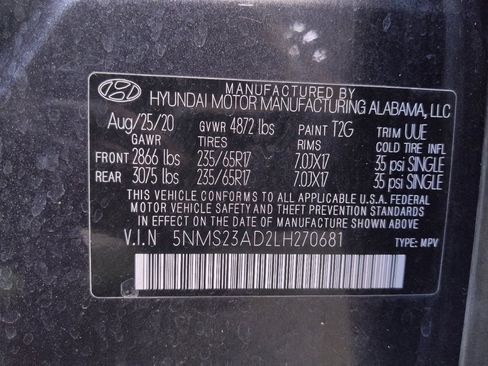 MANUFACTURED BY
HYUNDAI MOTOR MANUFACTURING ALABAMA, LLC
Aug/25/20 GVWR 4872 lbs PAINT T2G TRIM UUE
GAWR TIRES RIMS COLD TIRE INFL
FRONT 2866 lbs 235/65R17 7.0JX17 35 psi SINGLE
REAR 3075 lbs 235/65R17 7.0JX17 35 psi SINGLE
THIS VEHICLE CONFORMS TO ALL APPLICABLE U.S.A. FEDERAL
MOTOR VEHICLE SAFETY AND THEFT PREVENTION STANDARDS
IN EFFECT ON THE DATE OF MANUFACTURE SHOWN ABOVE.
V.I.N 5NMS23AD2LH270681 TYPE: MPV